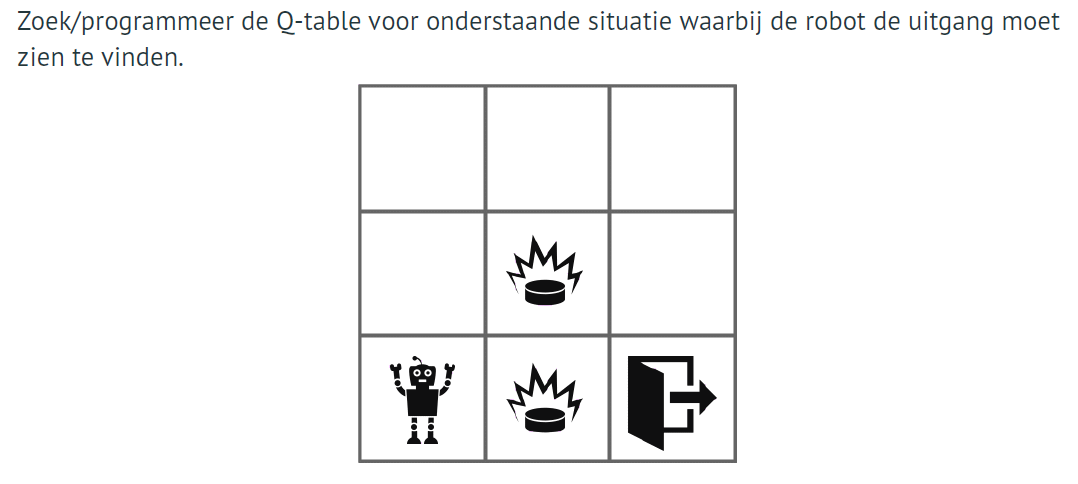 Zoek/programmeer de Q-table voor onderstaande situatie waarbij de robot de uitgang moet
zien te vinden.